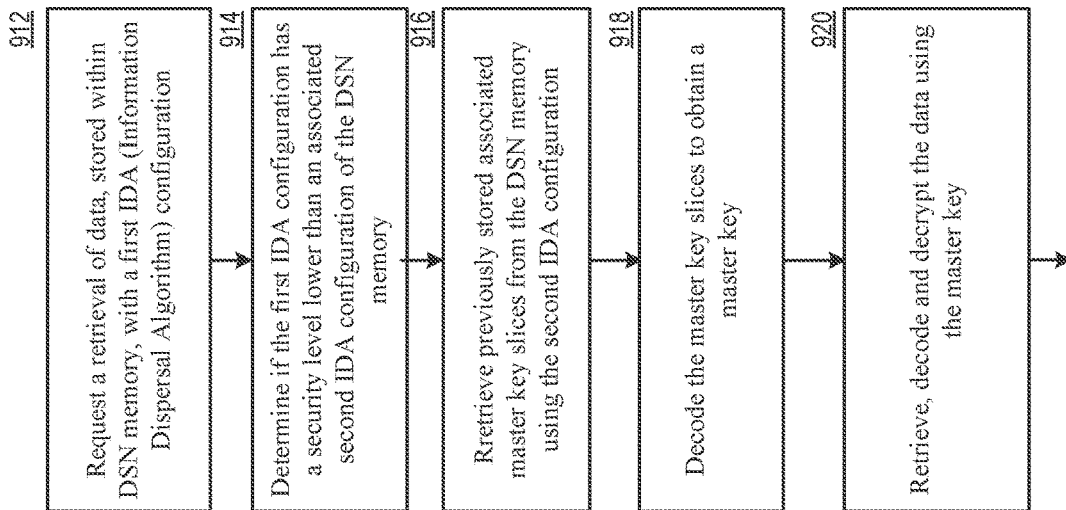 912
Request a retrieval of data, stored within
DSN memory, with a first IDA (Information
Dispersal Algorithm) configuration
914
Determine if the first IDA configuration has
a security level lower than an associated
second IDA configuration of the DSN
memory
916
Rretrieve previously stored associated
master key slices from the DSN memory
using the second IDA configuration
918
Decode the master key slices to obtain a
master key
920
Retrieve, decode and decrypt the data using
the master key